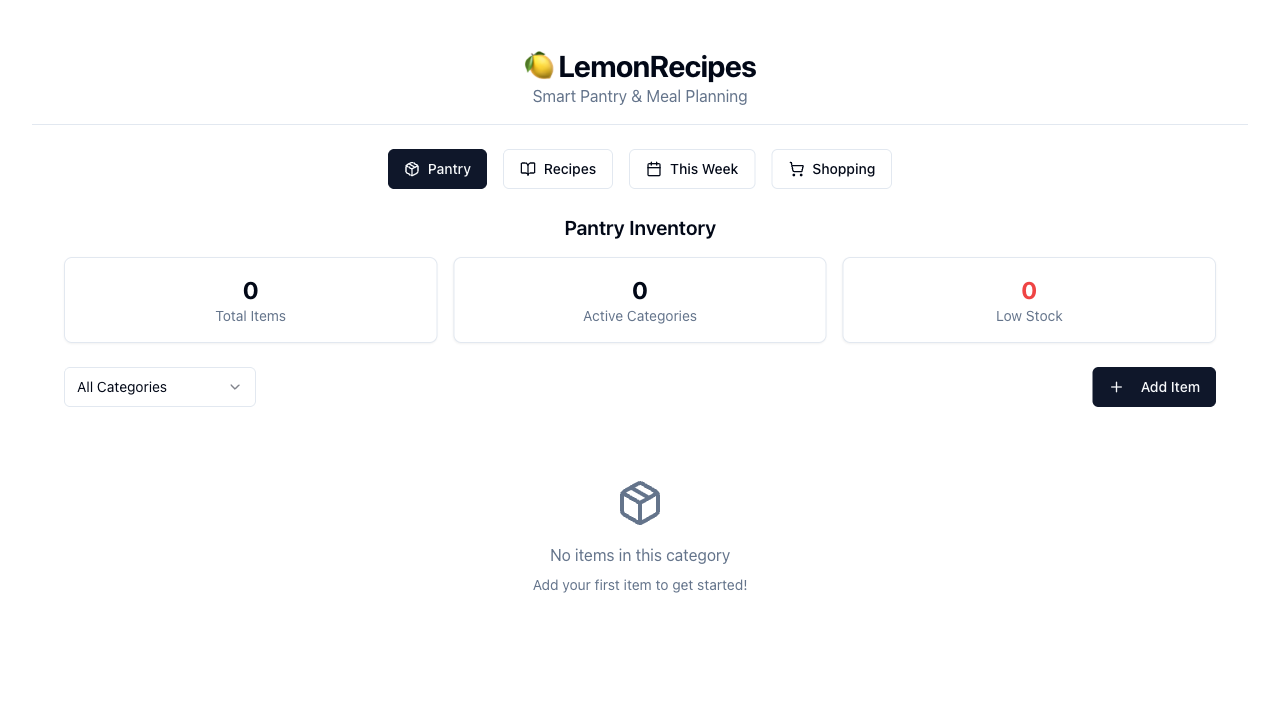 LemonRecipes
Smart Pantry & Meal Planning
Pantry
Recipes
This Week
Shopping
Pantry Inventory
0
Total Items
0
Active Categories
0
Low Stock
All Categories
Add Item
No items in this category
Add your first item to get started!